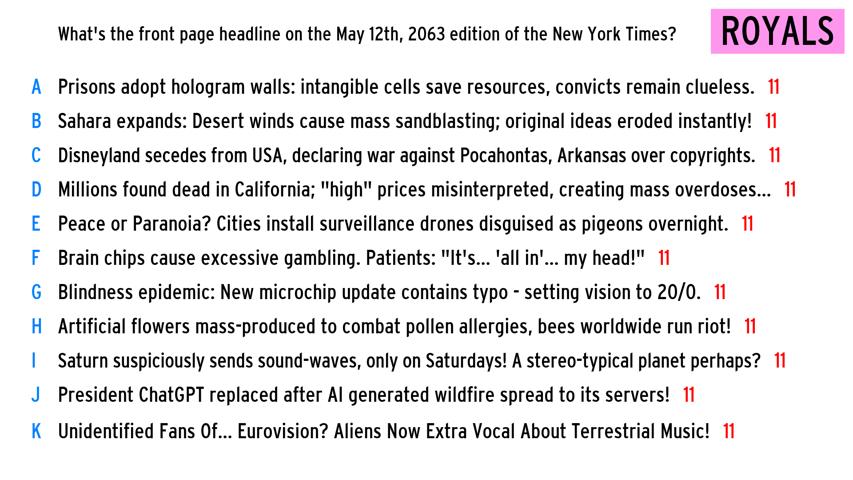 What's the front page headline on the May 12th, 2063 edition of the New York Times? ROYALS
A Prisons adopt hologram walls: intangible cells save resources, convicts remain clueless. 11
B Sahara expands: Desert winds cause mass sandblasting; original ideas eroded instantly! 11
C Disneyland secedes from USA, declaring war against Pocahontas, Arkansas over copyrights. 11
D Millions found dead in California; "high" prices misinterpreted, creating mass overdoses... 11
E Peace or Paranoia? Cities install surveillance drones disguised as pigeons overnight. 11
F Brain chips cause excessive gambling. Patients: "It's... 'all in'... my head!" 11
G Blindness epidemic: New microchip update contains typo - setting vision to 20/0. 11
H Artificial flowers mass-produced to combat pollen allergies, bees worldwide run riot! 11
I Saturn suspiciously sends sound-waves, only on Saturdays! A stereo-typical planet perhaps? 11
J President ChatGPT replaced after AI generated wildfire spread to its servers! 11
K Unidentified Fans Of... Eurovision? Aliens Now Extra Vocal About Terrestrial Music! 11